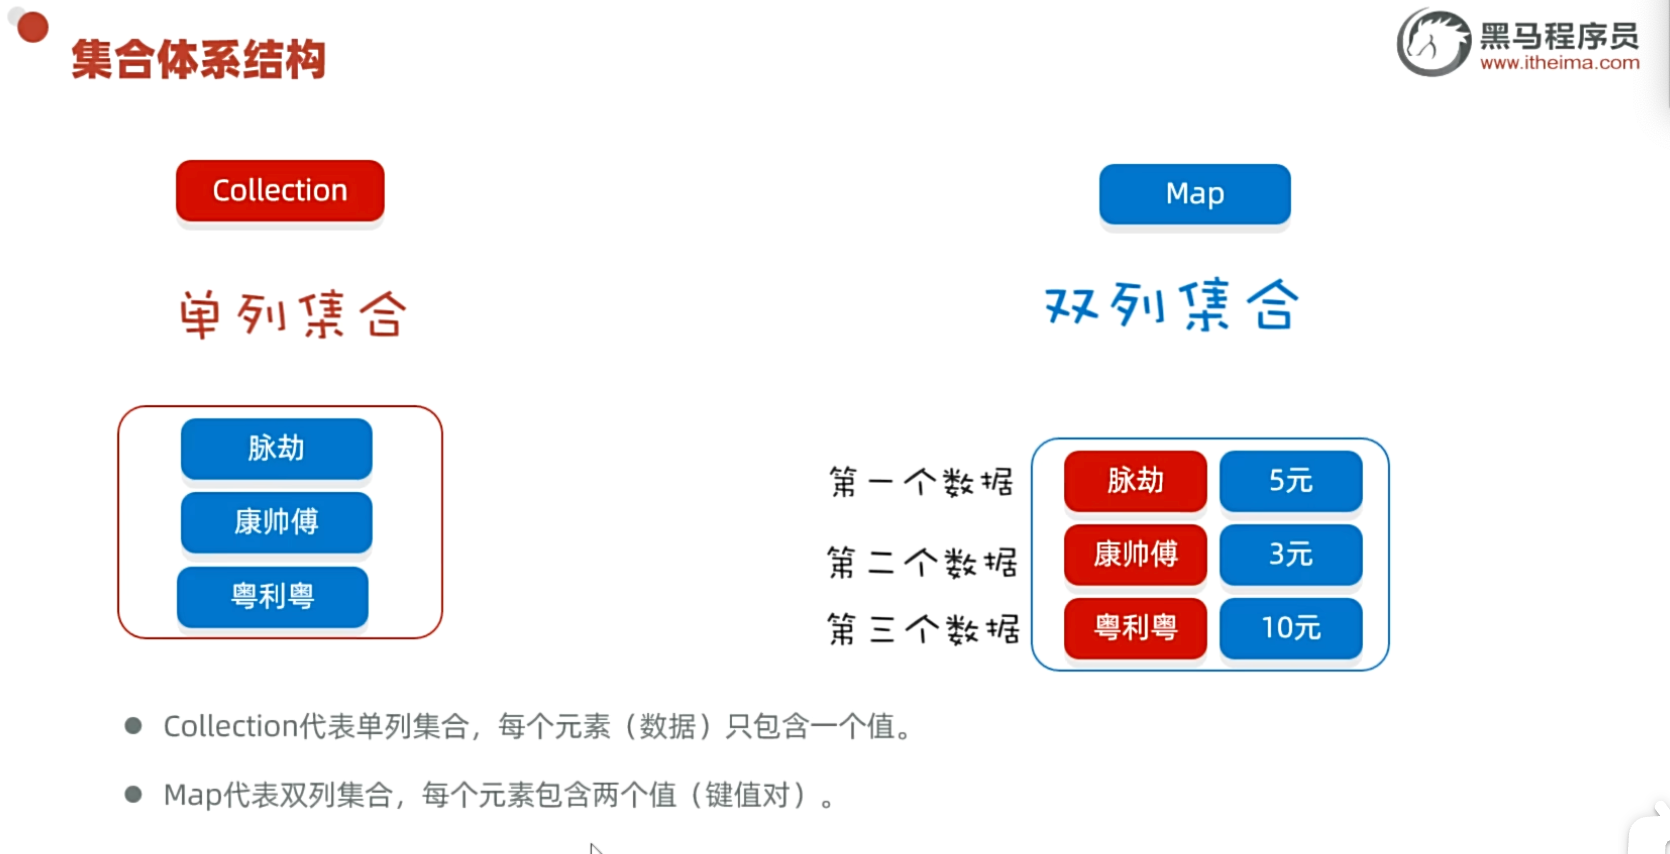 集合体系结构
黑马程序员
www.itheima.com
Collection
单列集合
脉劫
康帅傅
粤利粤
Map
双列集合
第一个数据 脉劫 5元
第二个数据 康帅傅 3元
第三个数据 粤利粤 10元
Collection代表单列集合，每个元素（数据）只包含一个值。
Map代表双列集合，每个元素包含两个值（键值对）。